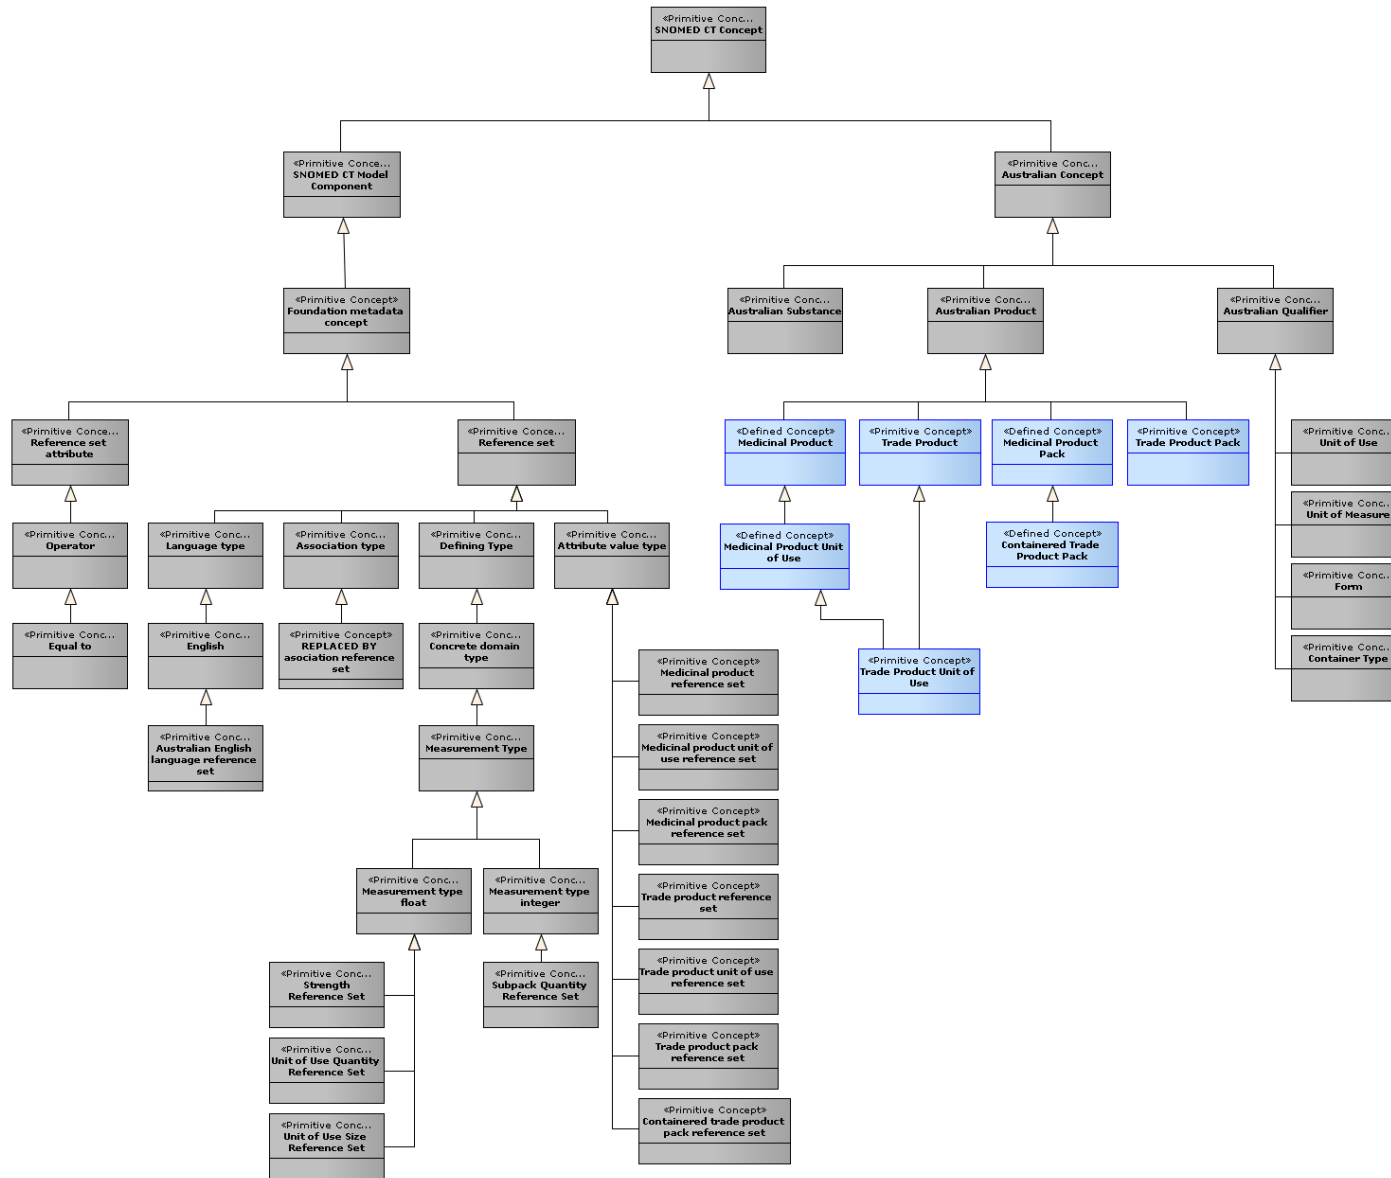 «Primitive Conc...
SNOMED CT Concept
«Primitive Conce...
SNOMED CT Model
Component
«Primitive Conc...
Australian Concept
«Primitive Concept»
Foundation metadata
concept
«Primitive Conc...
Australian Substance
«Primitive Conc...
Australian Product
«Primitive Conc...
Australian Qualifier
«Primitive Conce...
Reference set
attribute
«Primitive Conce...
Reference set
«Defined Concept»
Medicinal Product
«Primitive Concept»
Trade Product
«Defined Concept»
Medicinal Product
Pack
«Primitive Concept»
Trade Product Pack
«Primitive Conc...
Unit of Use
«Primitive Conc...
Operator
«Primitive Conc...
Language type
«Primitive Conc...
Association type
«Primitive Conc...
Defining Type
«Primitive Conc...
Attribute value type
«Defined Concept»
Medicinal Product Unit
of Use
«Defined Concept»
Containered Trade
Product Pack
«Primitive Conc...
Unit of Measure
«Primitive Conc...
Form
«Primitive Conc...
Container Type
«Primitive Conc...
Equal to
«Primitive Conc...
English
«Primitive Concept»
REPLACED BY
asociation reference
set
«Primitive Conc...
Concrete domain
type
«Primitive Concept»
Medicinal product
reference set
«Primitive Concept»
Trade Product Unit of
Use
«Primitive Conc...
Australian English
language reference
set
«Primitive Conc...
Measurement Type
«Primitive Concept»
Medicinal product unit
of use reference set
«Primitive Concept»
Medicinal product pack
reference set
«Primitive Conc...
Measurement type
float
«Primitive Conc...
Measurement type
integer
«Primitive Concept»
Trade product reference
set
«Primitive Conc...
Strength
Reference Set
«Primitive Conc...
Subpack Quantity
Reference Set
«Primitive Concept»
Trade product unit of use
reference set
«Primitive Conc...
Unit of Use Quantity
Reference Set
«Primitive Concept»
Trade product pack
reference set
«Primitive Conc...
Unit of Use Size
Reference Set
«Primitive Concept»
Containered trade product
pack reference set